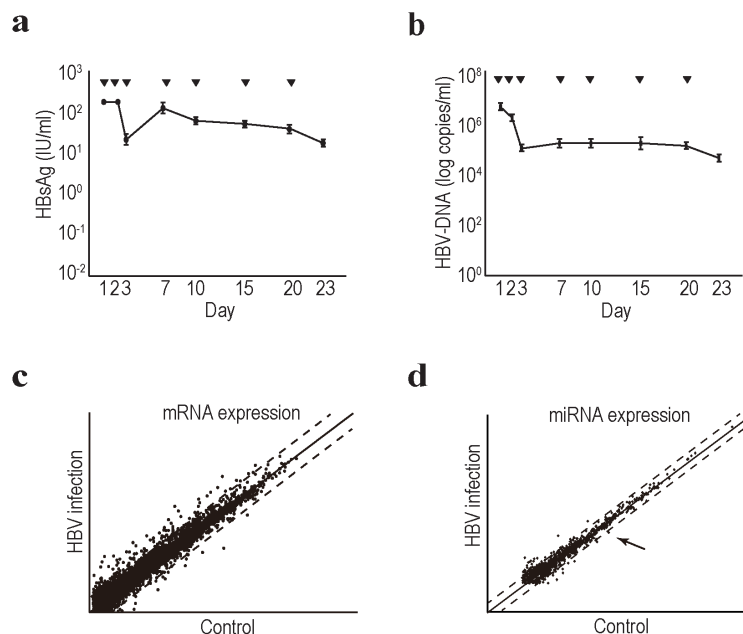 a
HBsAg (IU/ml)
10³
10²
10¹
10⁰
10⁻¹
10⁻²
1 2 3 7 10 15 20 23
Day
b
HBV-DNA (log copies/ml)
10⁸
10⁶
10⁴
10²
10⁰
1 2 3 7 10 15 20 23
Day
c
mRNA expression
HBV infection
Control
d
miRNA expression
HBV infection
Control